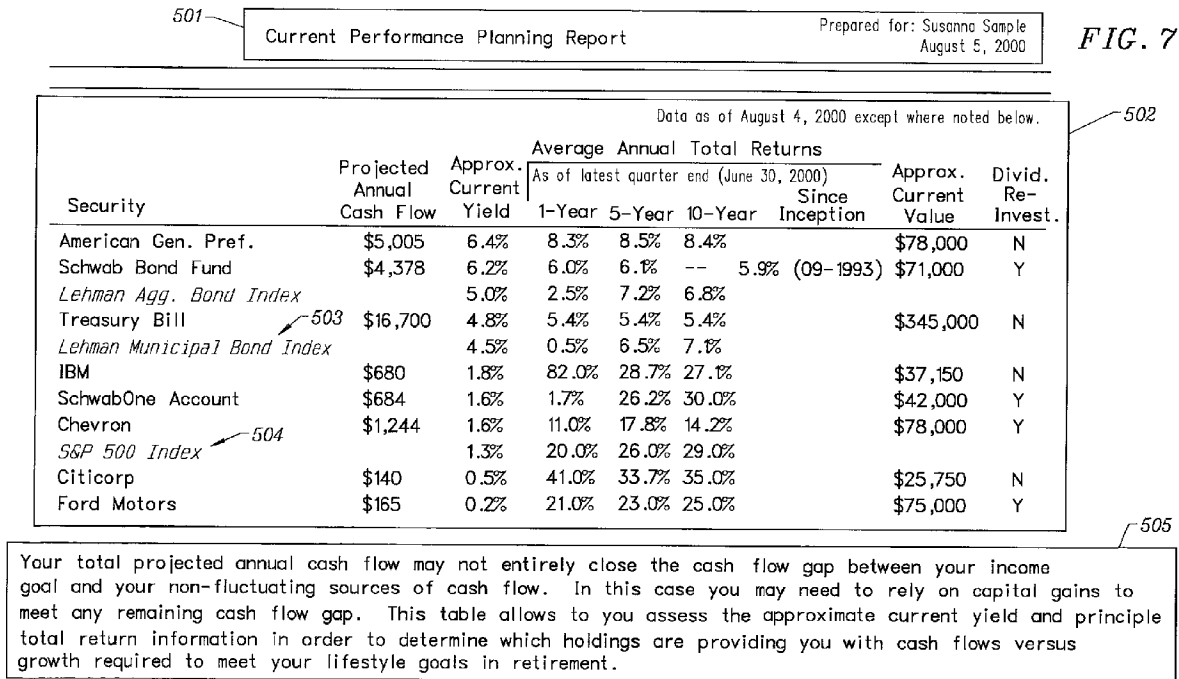 501
Current Performance Planning Report
Prepared for: Susanna Sample
August 5, 2000
FIG. 7
Data as of August 4, 2000 except where noted below.
502
Average Annual Total Returns
As of latest quarter end (June 30, 2000)
Security
Projected Annual Cash Flow
Approx. Current Yield
1-Year 5-Year 10-Year Since Inception
Approx. Current Value
Divid. Re- Invest.
American Gen. Pref. $5,005 6.4% 8.3% 8.5% 8.4% $78,000 N
Schwab Bond Fund $4,378 6.2% 6.0% 6.1% -- 5.9% (09-1993) $71,000 Y
Lehman Agg. Bond Index 5.0% 2.5% 7.2% 6.8%
Treasury Bill 503 $16,700 4.8% 5.4% 5.4% 5.4% $345,000 N
Lehman Municipal Bond Index 4.5% 0.5% 6.5% 7.1%
IBM $680 1.8% 82.0% 28.7% 27.1% $37,150 N
SchwabOne Account $684 1.6% 1.7% 26.2% 30.0% $42,000 Y
Chevron $1,244 1.6% 11.0% 17.8% 14.2% $78,000 Y
504
S&P 500 Index 1.3% 20.0% 26.0% 29.0%
Citicorp $140 0.5% 41.0% 33.7% 35.0% $25,750 N
Ford Motors $165 0.2% 21.0% 23.0% 25.0% $75,000 Y
505
Your total projected annual cash flow may not entirely close the cash flow gap between your income
goal and your non-fluctuating sources of cash flow. In this case you may need to rely on capital gains to
meet any remaining cash flow gap. This table allows to you assess the approximate current yield and principle
total return information in order to determine which holdings are providing you with cash flows versus
growth required to meet your lifestyle goals in retirement.